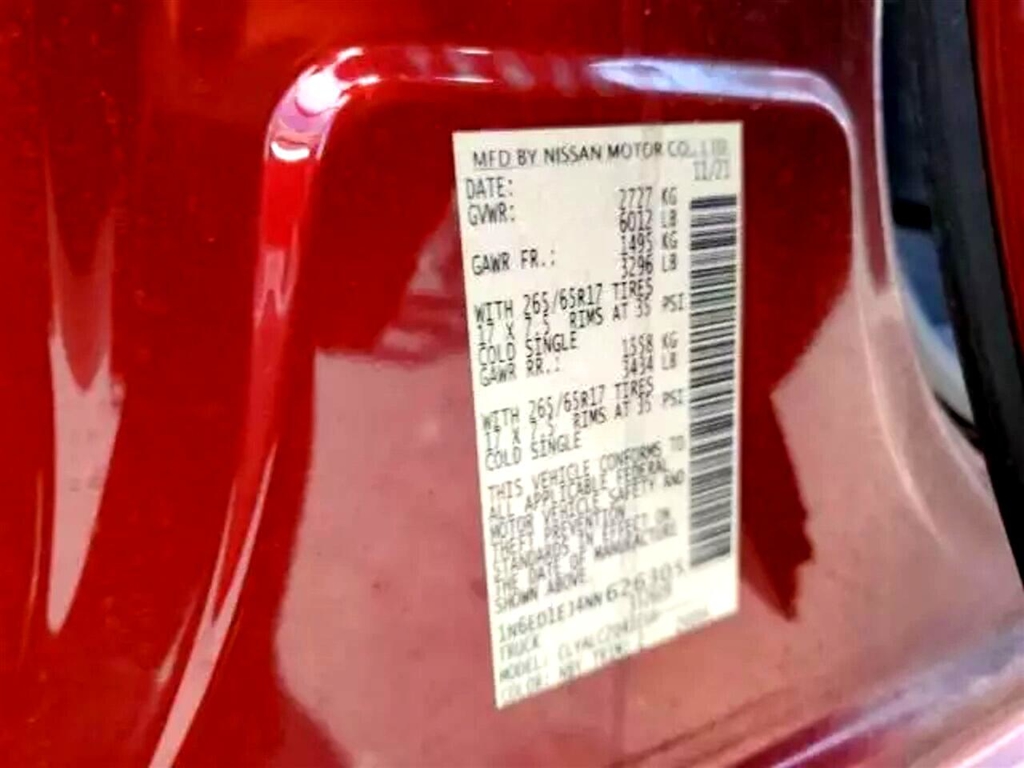 MFD BY NISSAN MOTOR CO., LTD
DATE: 11/21
GVWR: 2727 KG
6012 LB
GAWR FR.: 1495 KG
3296 LB
WITH 265/65R17 TIRES
17 X 7.5 RIMS AT 35 PSI
COLD SINGLE
GAWR RR.: 1558 KG
3434 LB
WITH 265/65R17 TIRES
17 X 7.5 RIMS AT 35 PSI
COLD SINGLE
THIS VEHICLE CONFORMS TO
ALL APPLICABLE FEDERAL
MOTOR VEHICLE SAFETY AND
THEFT PREVENTION
STANDARDS IN EFFECT ON
THE DATE OF MANUFACTURE
SHOWN ABOVE.
TRUCK
MODEL:
COLOR: NBY TRIM: